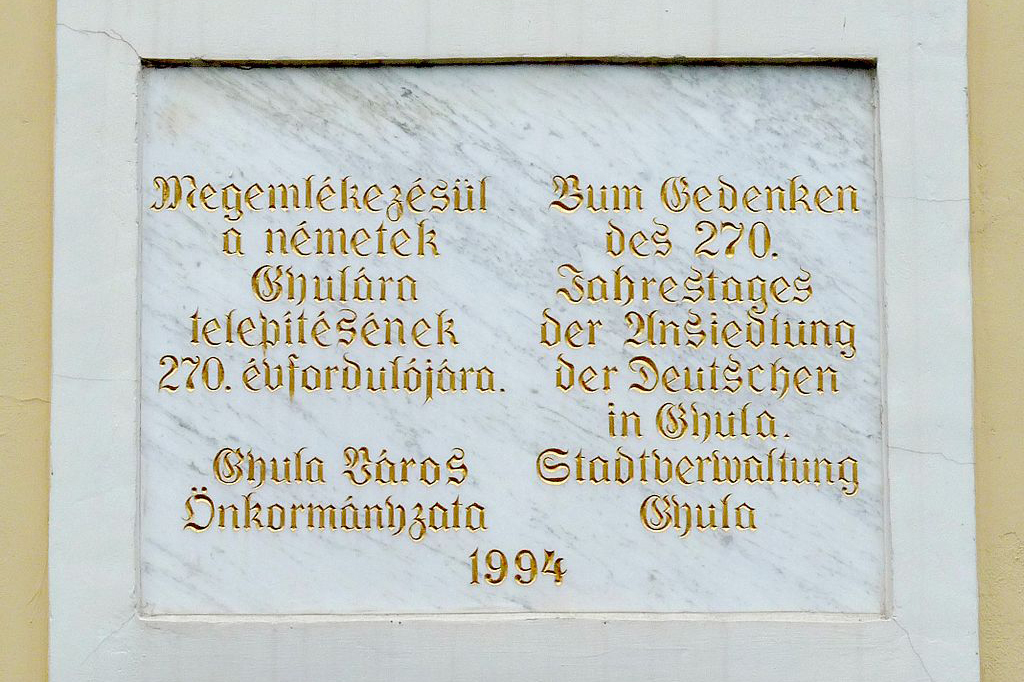 Megemlékezésül
a németek
Gyulára
telepítésének
270. évfordulójára.
Gyula Város
Önkormányzata
Zum Gedenken
des 270.
Jahrestages
der Ansiedlung
der Deutschen
in Gyula.
Stadtverwaltung
Gyula
1994